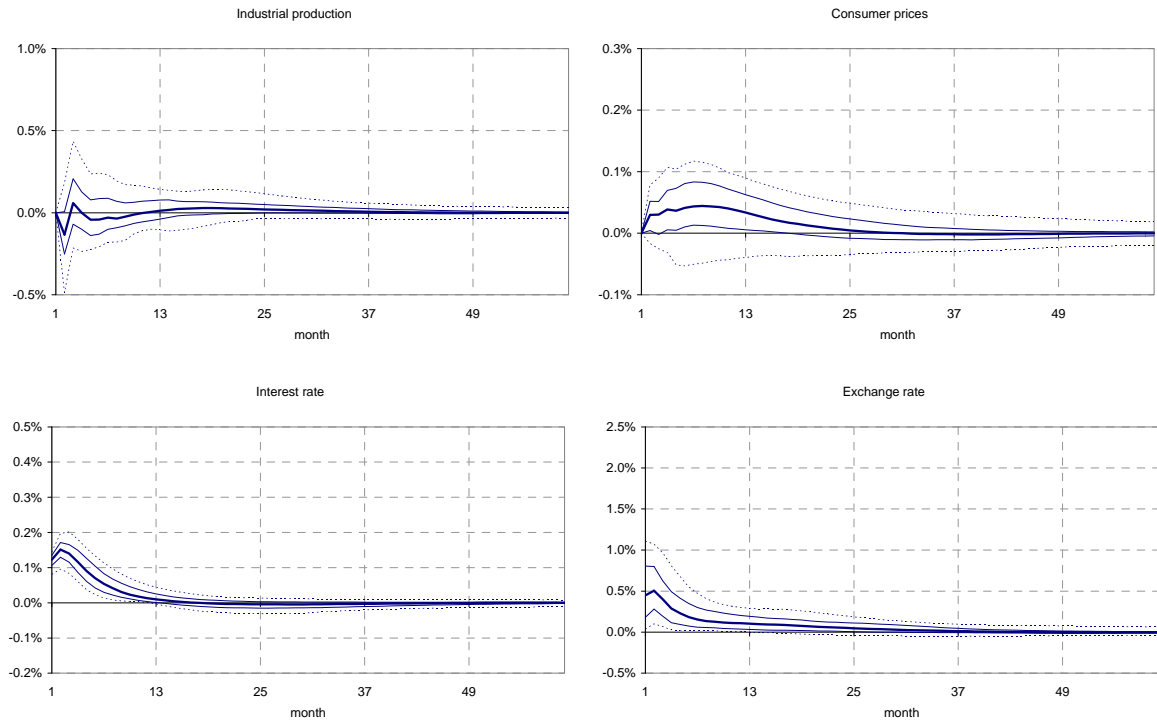 Industrial production
1.0%
0.5%
0.0%
-0.5%
1 13 25 37 49
month
Consumer prices
0.3%
0.2%
0.1%
0.0%
-0.1%
1 13 25 37 49
month
Interest rate
0.5%
0.4%
0.3%
0.2%
0.1%
0.0%
-0.1%
-0.2%
1 13 25 37 49
month
Exchange rate
2.5%
2.0%
1.5%
1.0%
0.5%
0.0%
-0.5%
1 13 25 37 49
month